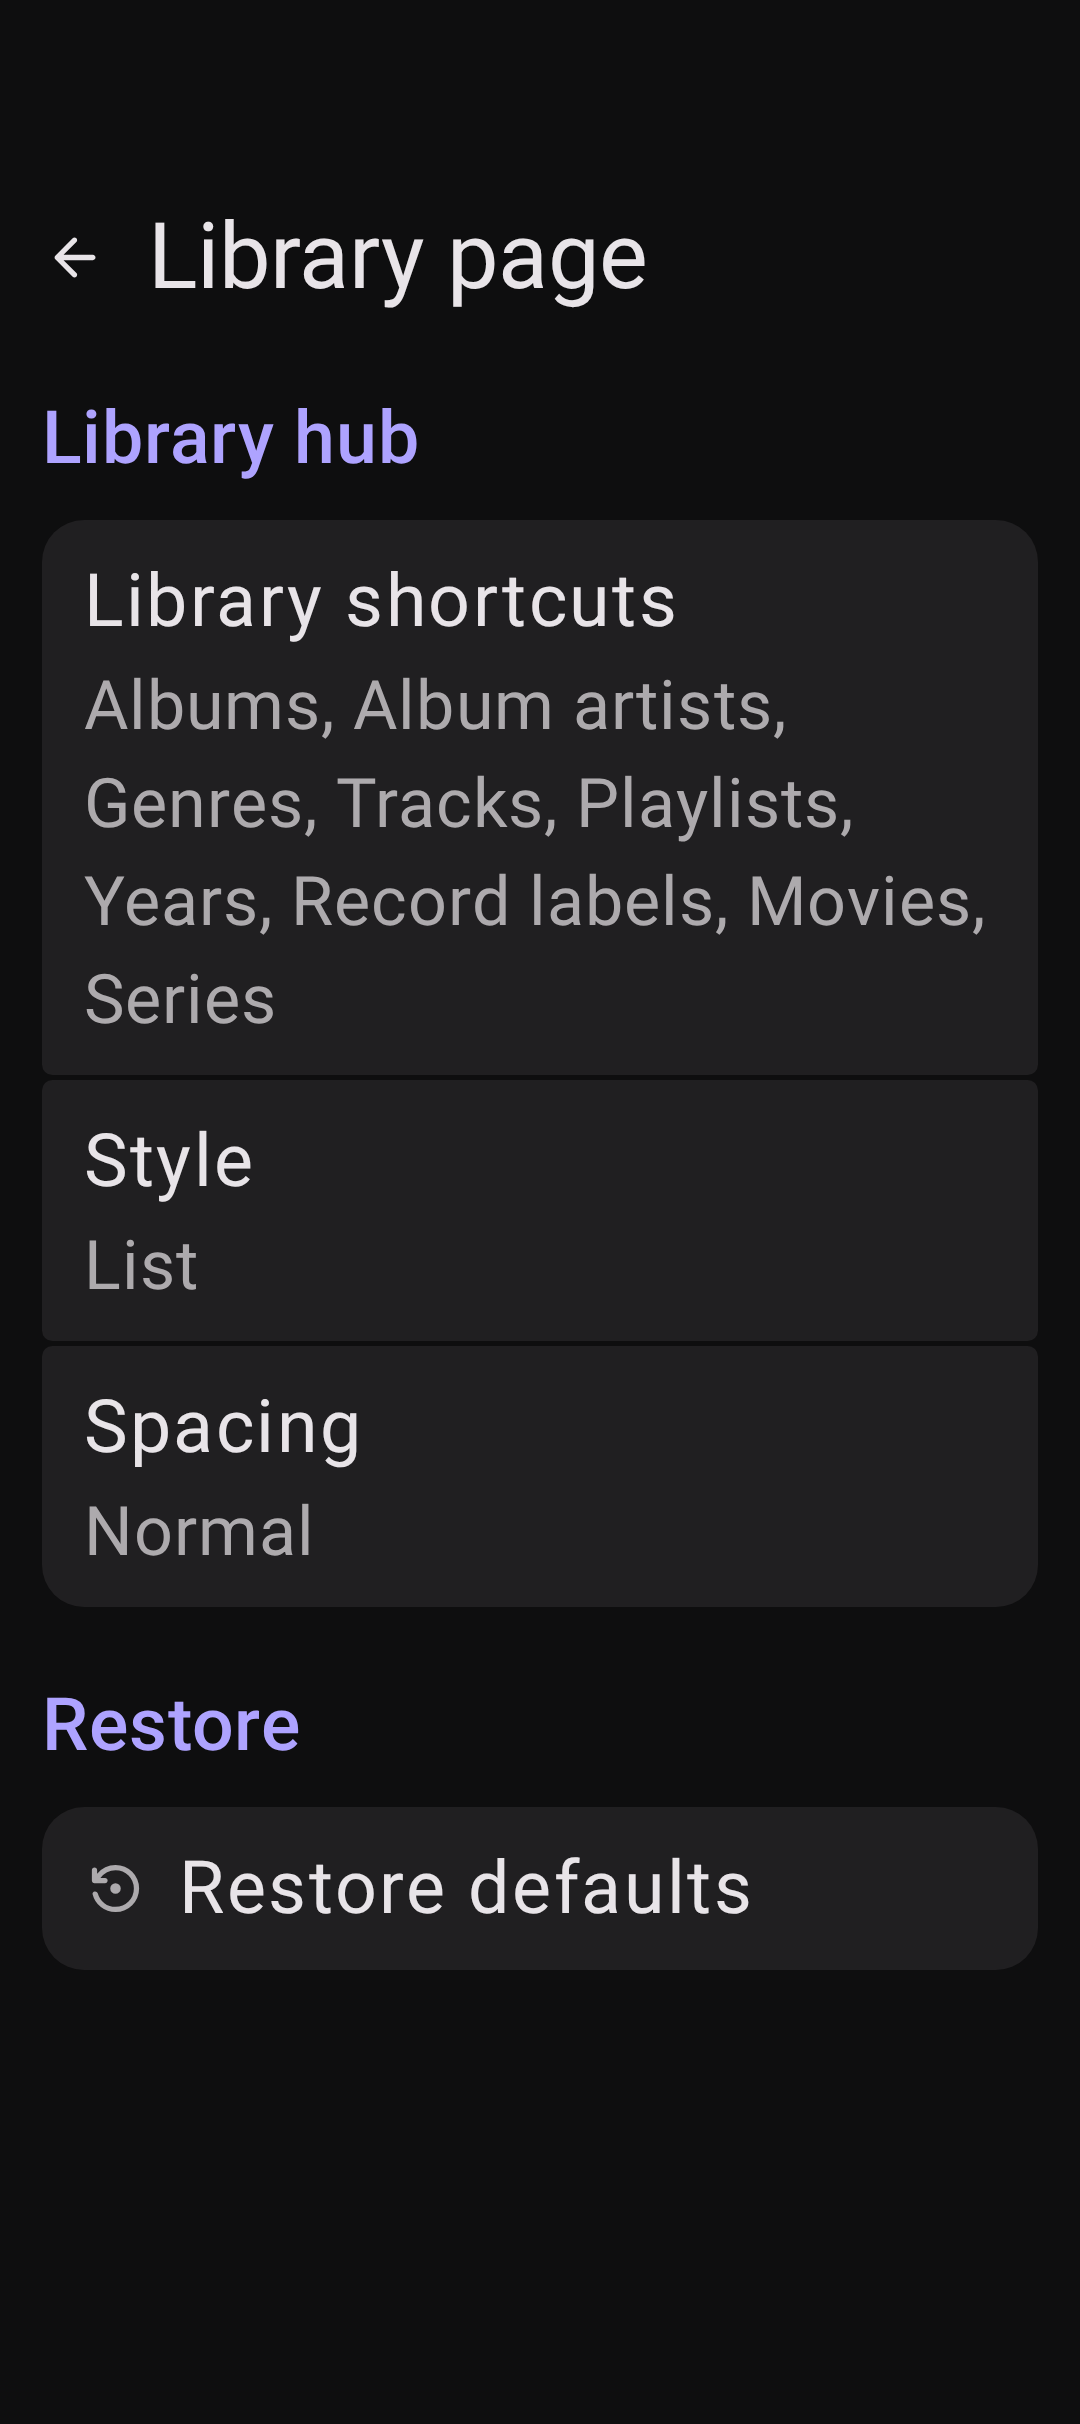 Library page
Library hub
Library shortcuts
Albums, Album artists,
Genres, Tracks, Playlists,
Years, Record labels, Movies,
Series
Style
List
Spacing
Normal
Restore
Restore defaults